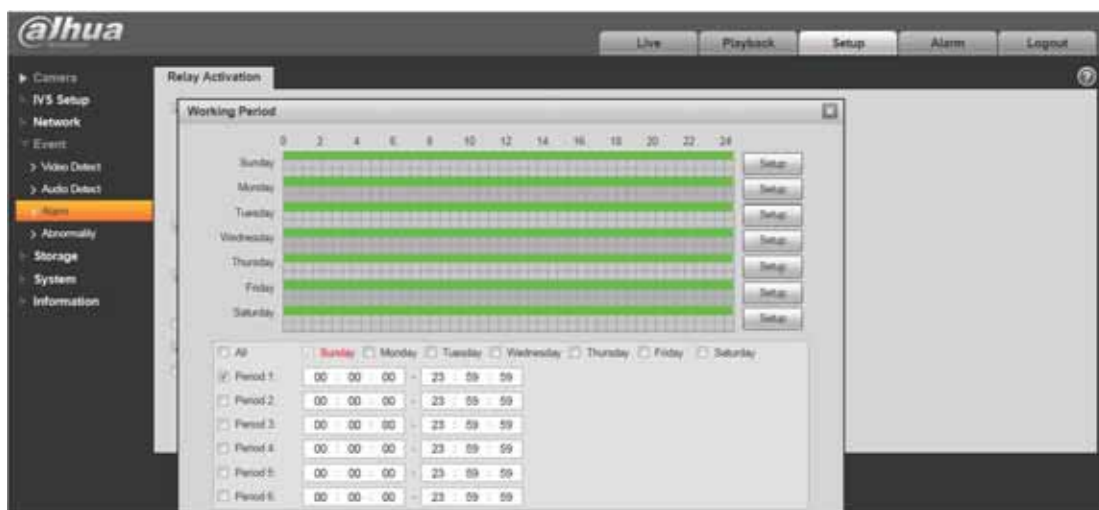 alhua
Live Playback Setup Alarm Logout
Camera
IVS Setup
Network
Event
Video Detect
Audio Detect
Alarm
Abnormality
Storage
System
Information
Relay Activation
Working Period
0 2 4 6 8 10 12 14 16 18 20 22 24
Sunday Setup
Monday Setup
Tuesday Setup
Wednesday Setup
Thursday Setup
Friday Setup
Saturday Setup
All Sunday Monday Tuesday Wednesday Thursday Friday Saturday
Period 1: 00 : 00 : 00 - 23 : 59 : 59
Period 2: 00 : 00 : 00 - 23 : 59 : 59
Period 3: 00 : 00 : 00 - 23 : 59 : 59
Period 4: 00 : 00 : 00 - 23 : 59 : 59
Period 5: 00 : 00 : 00 - 23 : 59 : 59
Period 6: 00 : 00 : 00 - 23 : 59 : 59